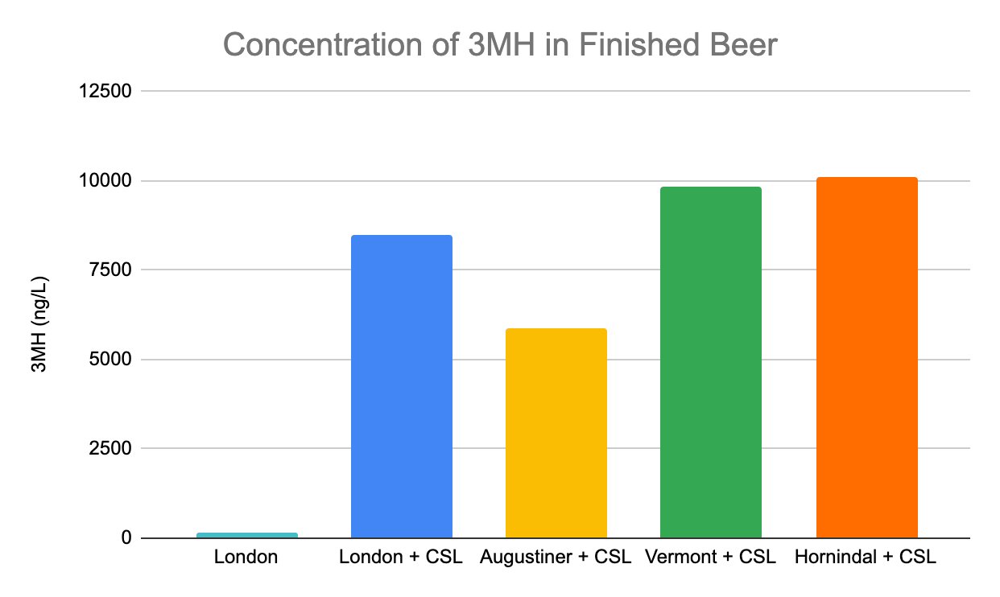 Concentration of 3MH in Finished Beer
12500
10000
7500
5000
2500
0
3MH (ng/L)
London
London + CSL
Augustiner + CSL
Vermont + CSL
Hornindal + CSL